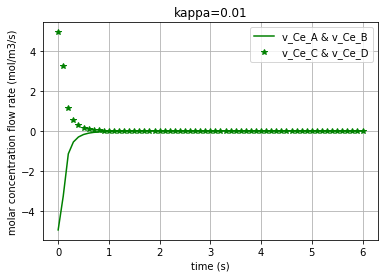 kappa=0.01
v_Ce_A & v_Ce_B
v_Ce_C & v_Ce_D
molar concentration flow rate (mol/m3/s)
4
2
0
−2
−4
0
1
2
3
4
5
6
time (s)